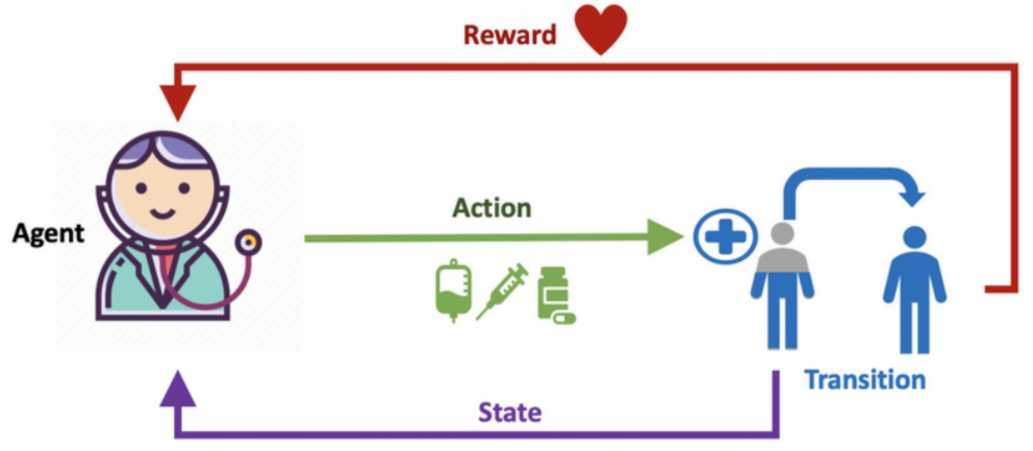 Reward
Agent
Action
Transition
State